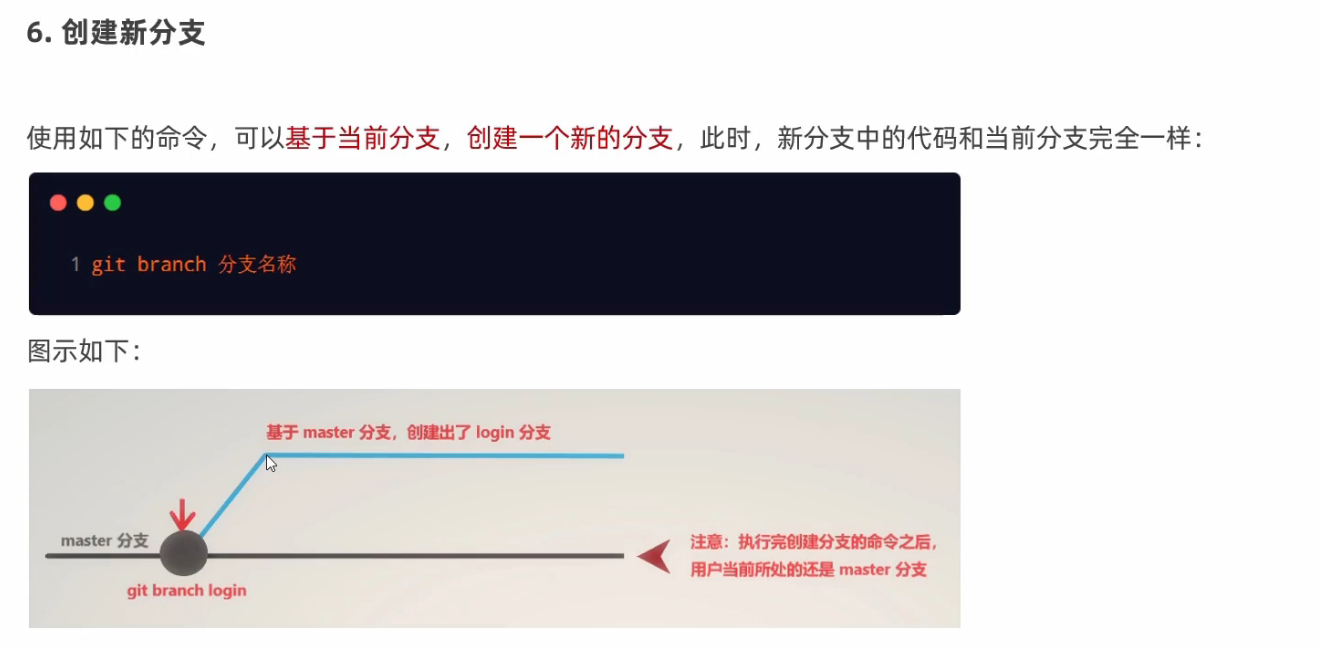 6. 创建新分支
使用如下的命令，可以基于当前分支，创建一个新的分支，此时，新分支中的代码和当前分支完全一样：
1 git branch 分支名称
图示如下：
基于 master 分支，创建出了 login 分支
master 分支
git branch login
注意：执行完创建分支的命令之后，
用户当前所处的还是 master 分支